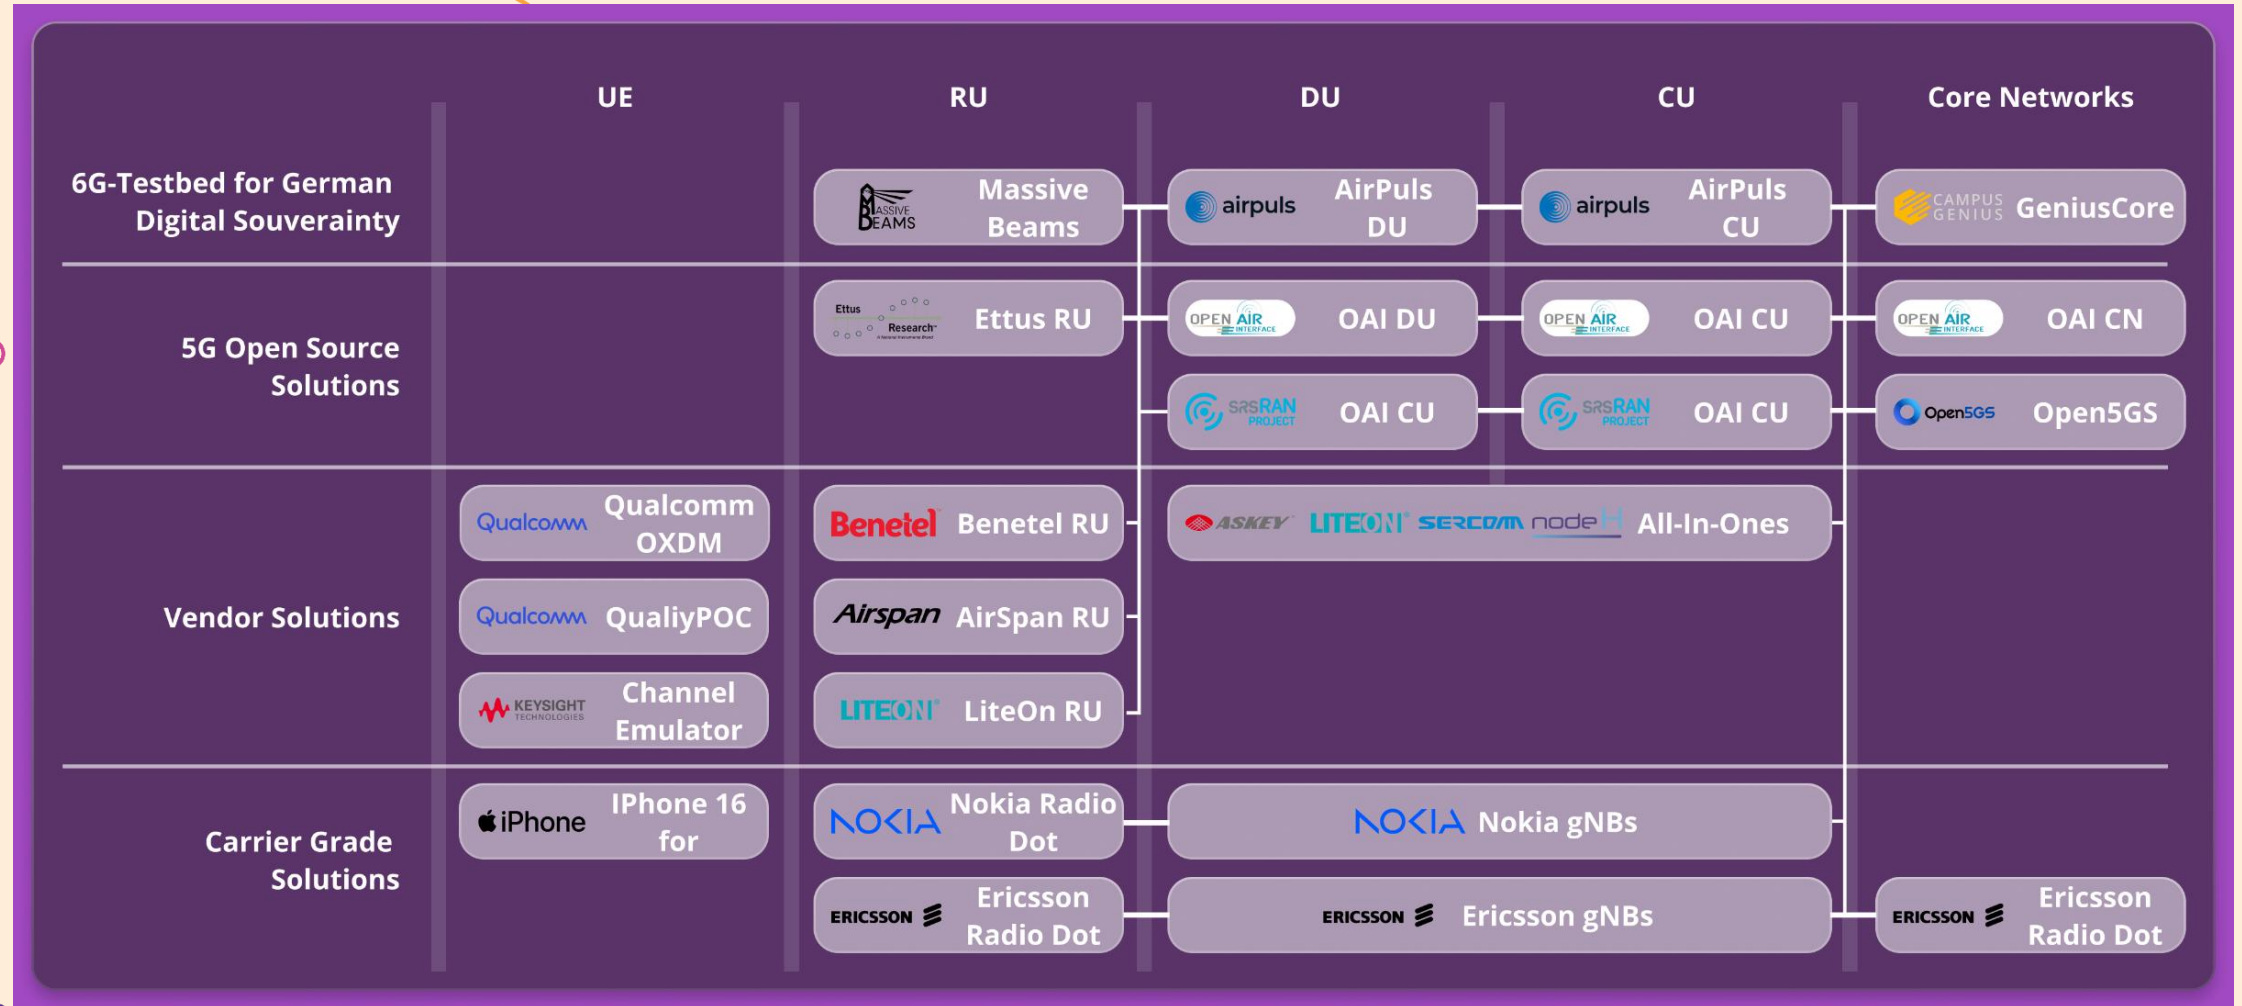 UE
RU
DU
CU
Core Networks
6G-Testbed for German
Digital Souverainty
MASSIVE
BEAMS
Massive
Beams
airpuls
AirPuls
DU
airpuls
AirPuls
CU
CAMPUS
GENIUS
GeniusCore
5G Open Source
Solutions
Ettus
Research
Ettus RU
OPEN AIR
INTERFACE
OAI DU
OPEN AIR
INTERFACE
OAI CU
OPEN AIR
INTERFACE
OAI CN
srsRAN
PROJECT
OAI CU
srsRAN
PROJECT
OAI CU
Open5GS
Open5GS
Vendor Solutions
Qualcomm
Qualcomm
OXDM
Benetel
Benetel RU
ASKEY
LITEON®
SERCOMM
node H
All-In-Ones
Qualcomm
QualiyPOC
Airspan
AirSpan RU
KEYSIGHT
TECHNOLOGIES
Channel
Emulator
LITEON®
LiteOn RU
Carrier Grade
Solutions
iPhone
IPhone 16
for
NOKIA
Nokia Radio
Dot
NOKIA
Nokia gNBs
ERICSSON
Ericsson
Radio Dot
ERICSSON
Ericsson gNBs
ERICSSON
Ericsson
Radio Dot